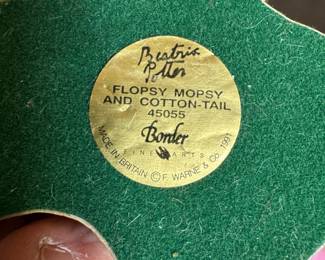 Beatrix
Potter
FLOPSY MOPSY
AND COTTON-TAIL
45055
Border
FINE ARTS
MADE IN BRITAIN © F. WARNE & Co. 1991